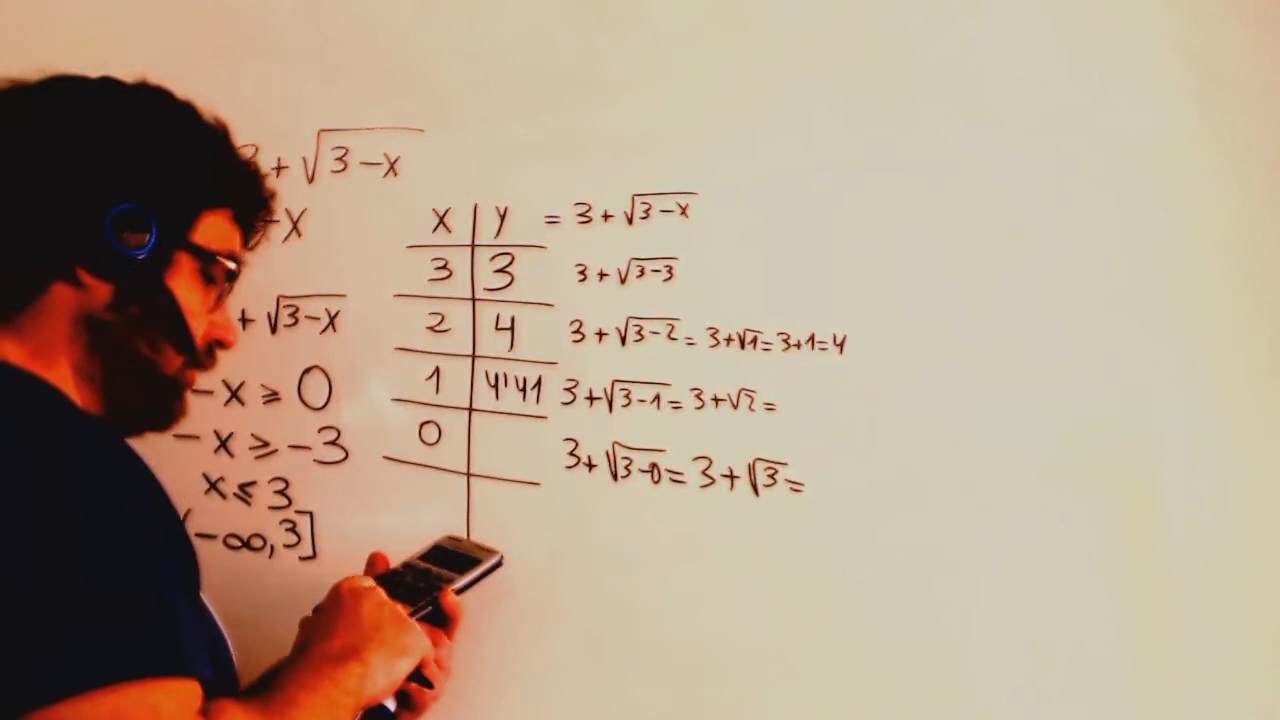 + √3-x
-x
+ √3-x
-x ≥ 0
-x ≥ -3
x ≤ 3
-∞, 3]
x | y = 3 + √3-x
3 | 3 3 + √3-3
2 | 4 3 + √3-2 = 3+√1 = 3+1 = 4
1 | 4'41 3 + √3-1 = 3+√2 =
0 | 3 + √3-0 = 3 + √3 =